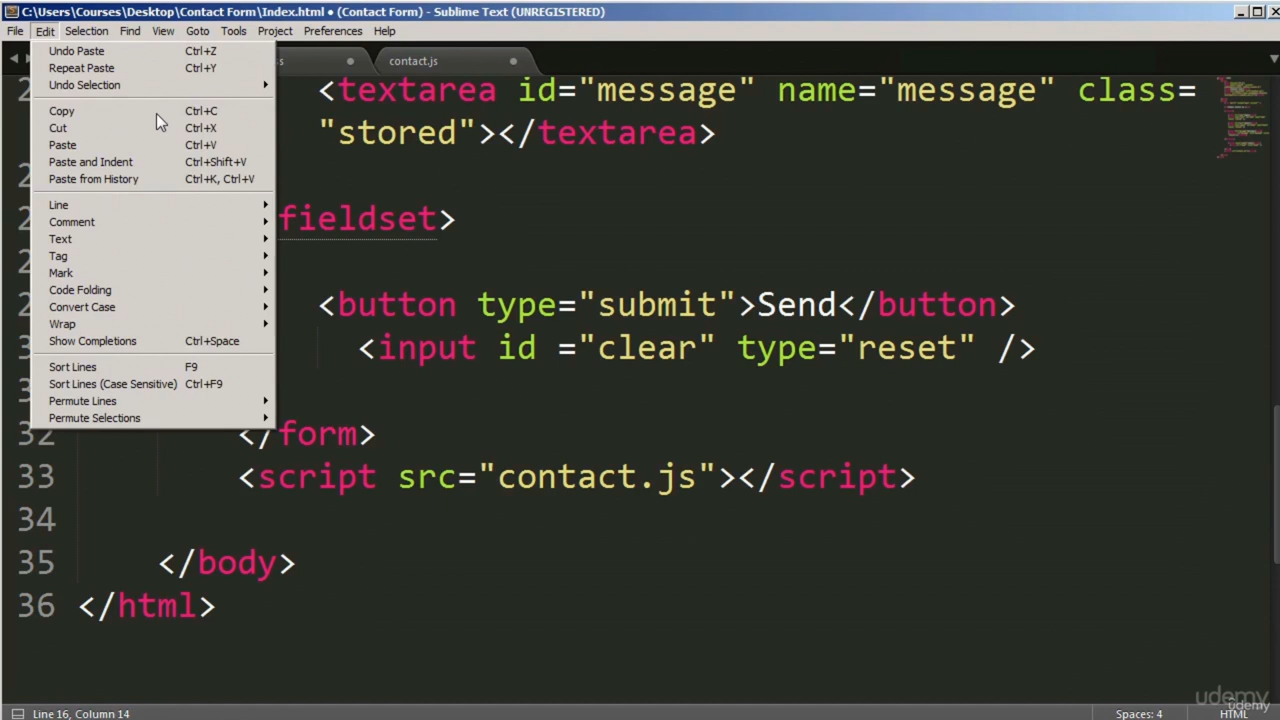 C:\Users\Courses\Desktop\Contact Form\Index.html • (Contact Form) - Sublime Text (UNREGISTERED)
File Edit Selection Find View Goto Tools Project Preferences Help
contact.js
Undo Paste Ctrl+Z
Repeat Paste Ctrl+Y
Undo Selection
Copy Ctrl+C
Cut Ctrl+X
Paste Ctrl+V
Paste and Indent Ctrl+Shift+V
Paste from History Ctrl+K, Ctrl+V
Line
Comment
Text
Tag
Mark
Code Folding
Convert Case
Wrap
Show Completions Ctrl+Space
Sort Lines F9
Sort Lines (Case Sensitive) Ctrl+F9
Permute Lines
Permute Selections
<textarea id="message" name="message" class=
"stored"></textarea>
fieldset>
<button type="submit">Send</button>
<input id ="clear" type="reset" />
32 </form>
33 <script src="contact.js"></script>
34
35 </body>
36 </html>
Line 16, Column 14 Spaces: 4 HTML
udemy
udemy